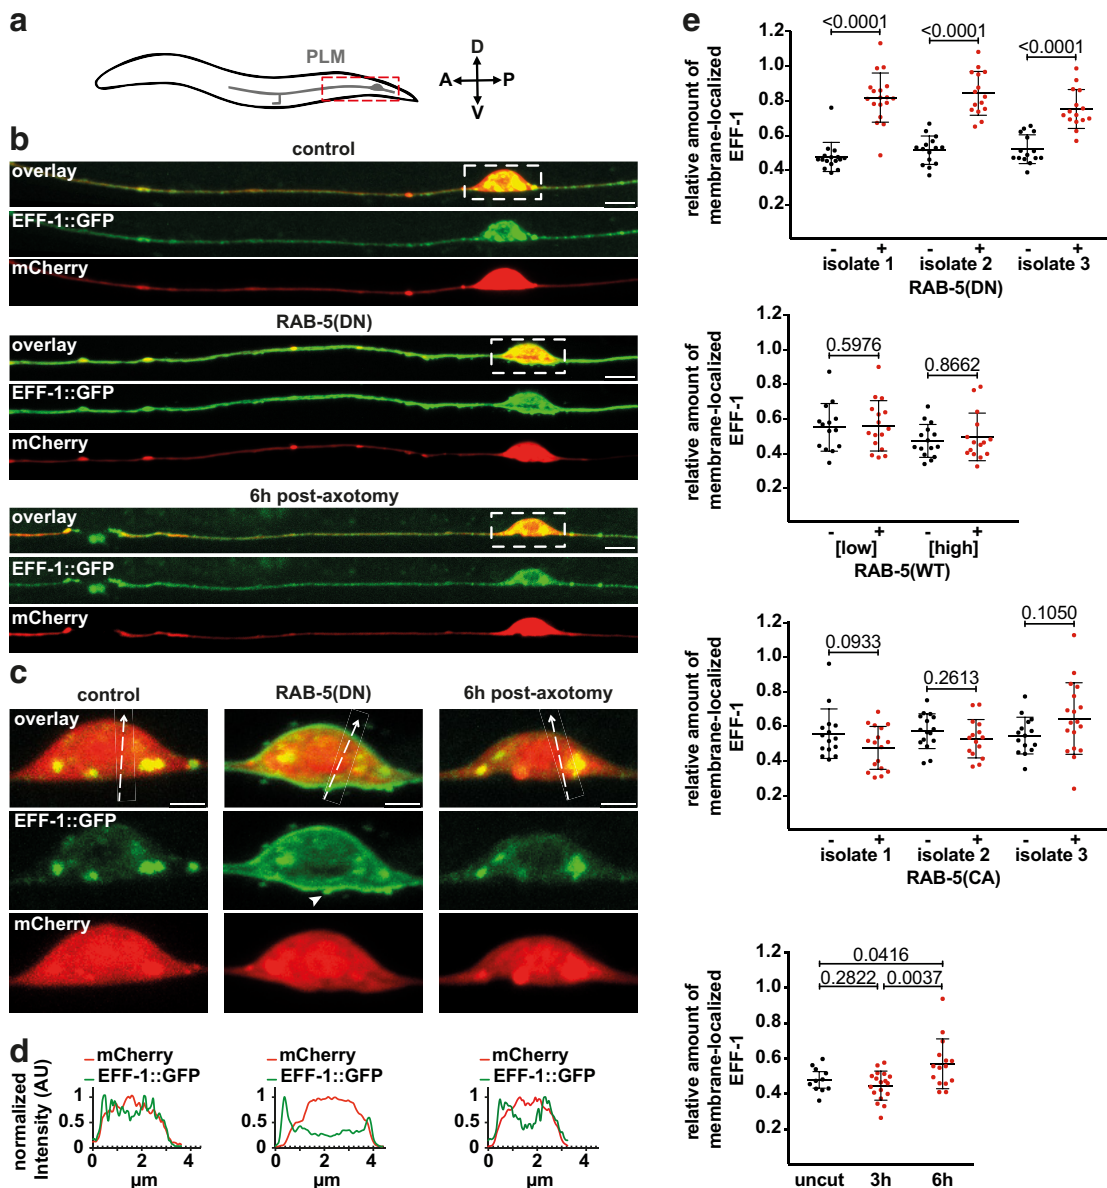 a
PLM
D
A P
V
b
control
overlay
EFF-1::GFP
mCherry
RAB-5(DN)
overlay
EFF-1::GFP
mCherry
6h post-axotomy
overlay
EFF-1::GFP
mCherry
c
control RAB-5(DN) 6h post-axotomy
overlay
EFF-1::GFP
mCherry
d
normalized
Intensity (AU)
mCherry
EFF-1::GFP
1
0.5
0
0 2 4
µm
mCherry
EFF-1::GFP
1
0.5
0
0 2 4
µm
mCherry
EFF-1::GFP
1
0.5
0
0 2 4
µm
e
relative amount of
membrane-localized
EFF-1
1.2
1.0
0.8
0.6
0.4
0.2
<0.0001 <0.0001 <0.0001
- + - + - +
isolate 1 isolate 2 isolate 3
RAB-5(DN)
relative amount of
membrane-localized
EFF-1
1.2
1.0
0.8
0.6
0.4
0.2
0.5976 0.8662
- + - +
[low] [high]
RAB-5(WT)
relative amount of
membrane-localized
EFF-1
1.2
1.0
0.8
0.6
0.4
0.2
0.0933 0.2613 0.1050
- + - + - +
isolate 1 isolate 2 isolate 3
RAB-5(CA)
relative amount of
membrane-localized
EFF-1
1.2
1.0
0.8
0.6
0.4
0.2
0.0416
0.2822 0.0037
uncut 3h 6h